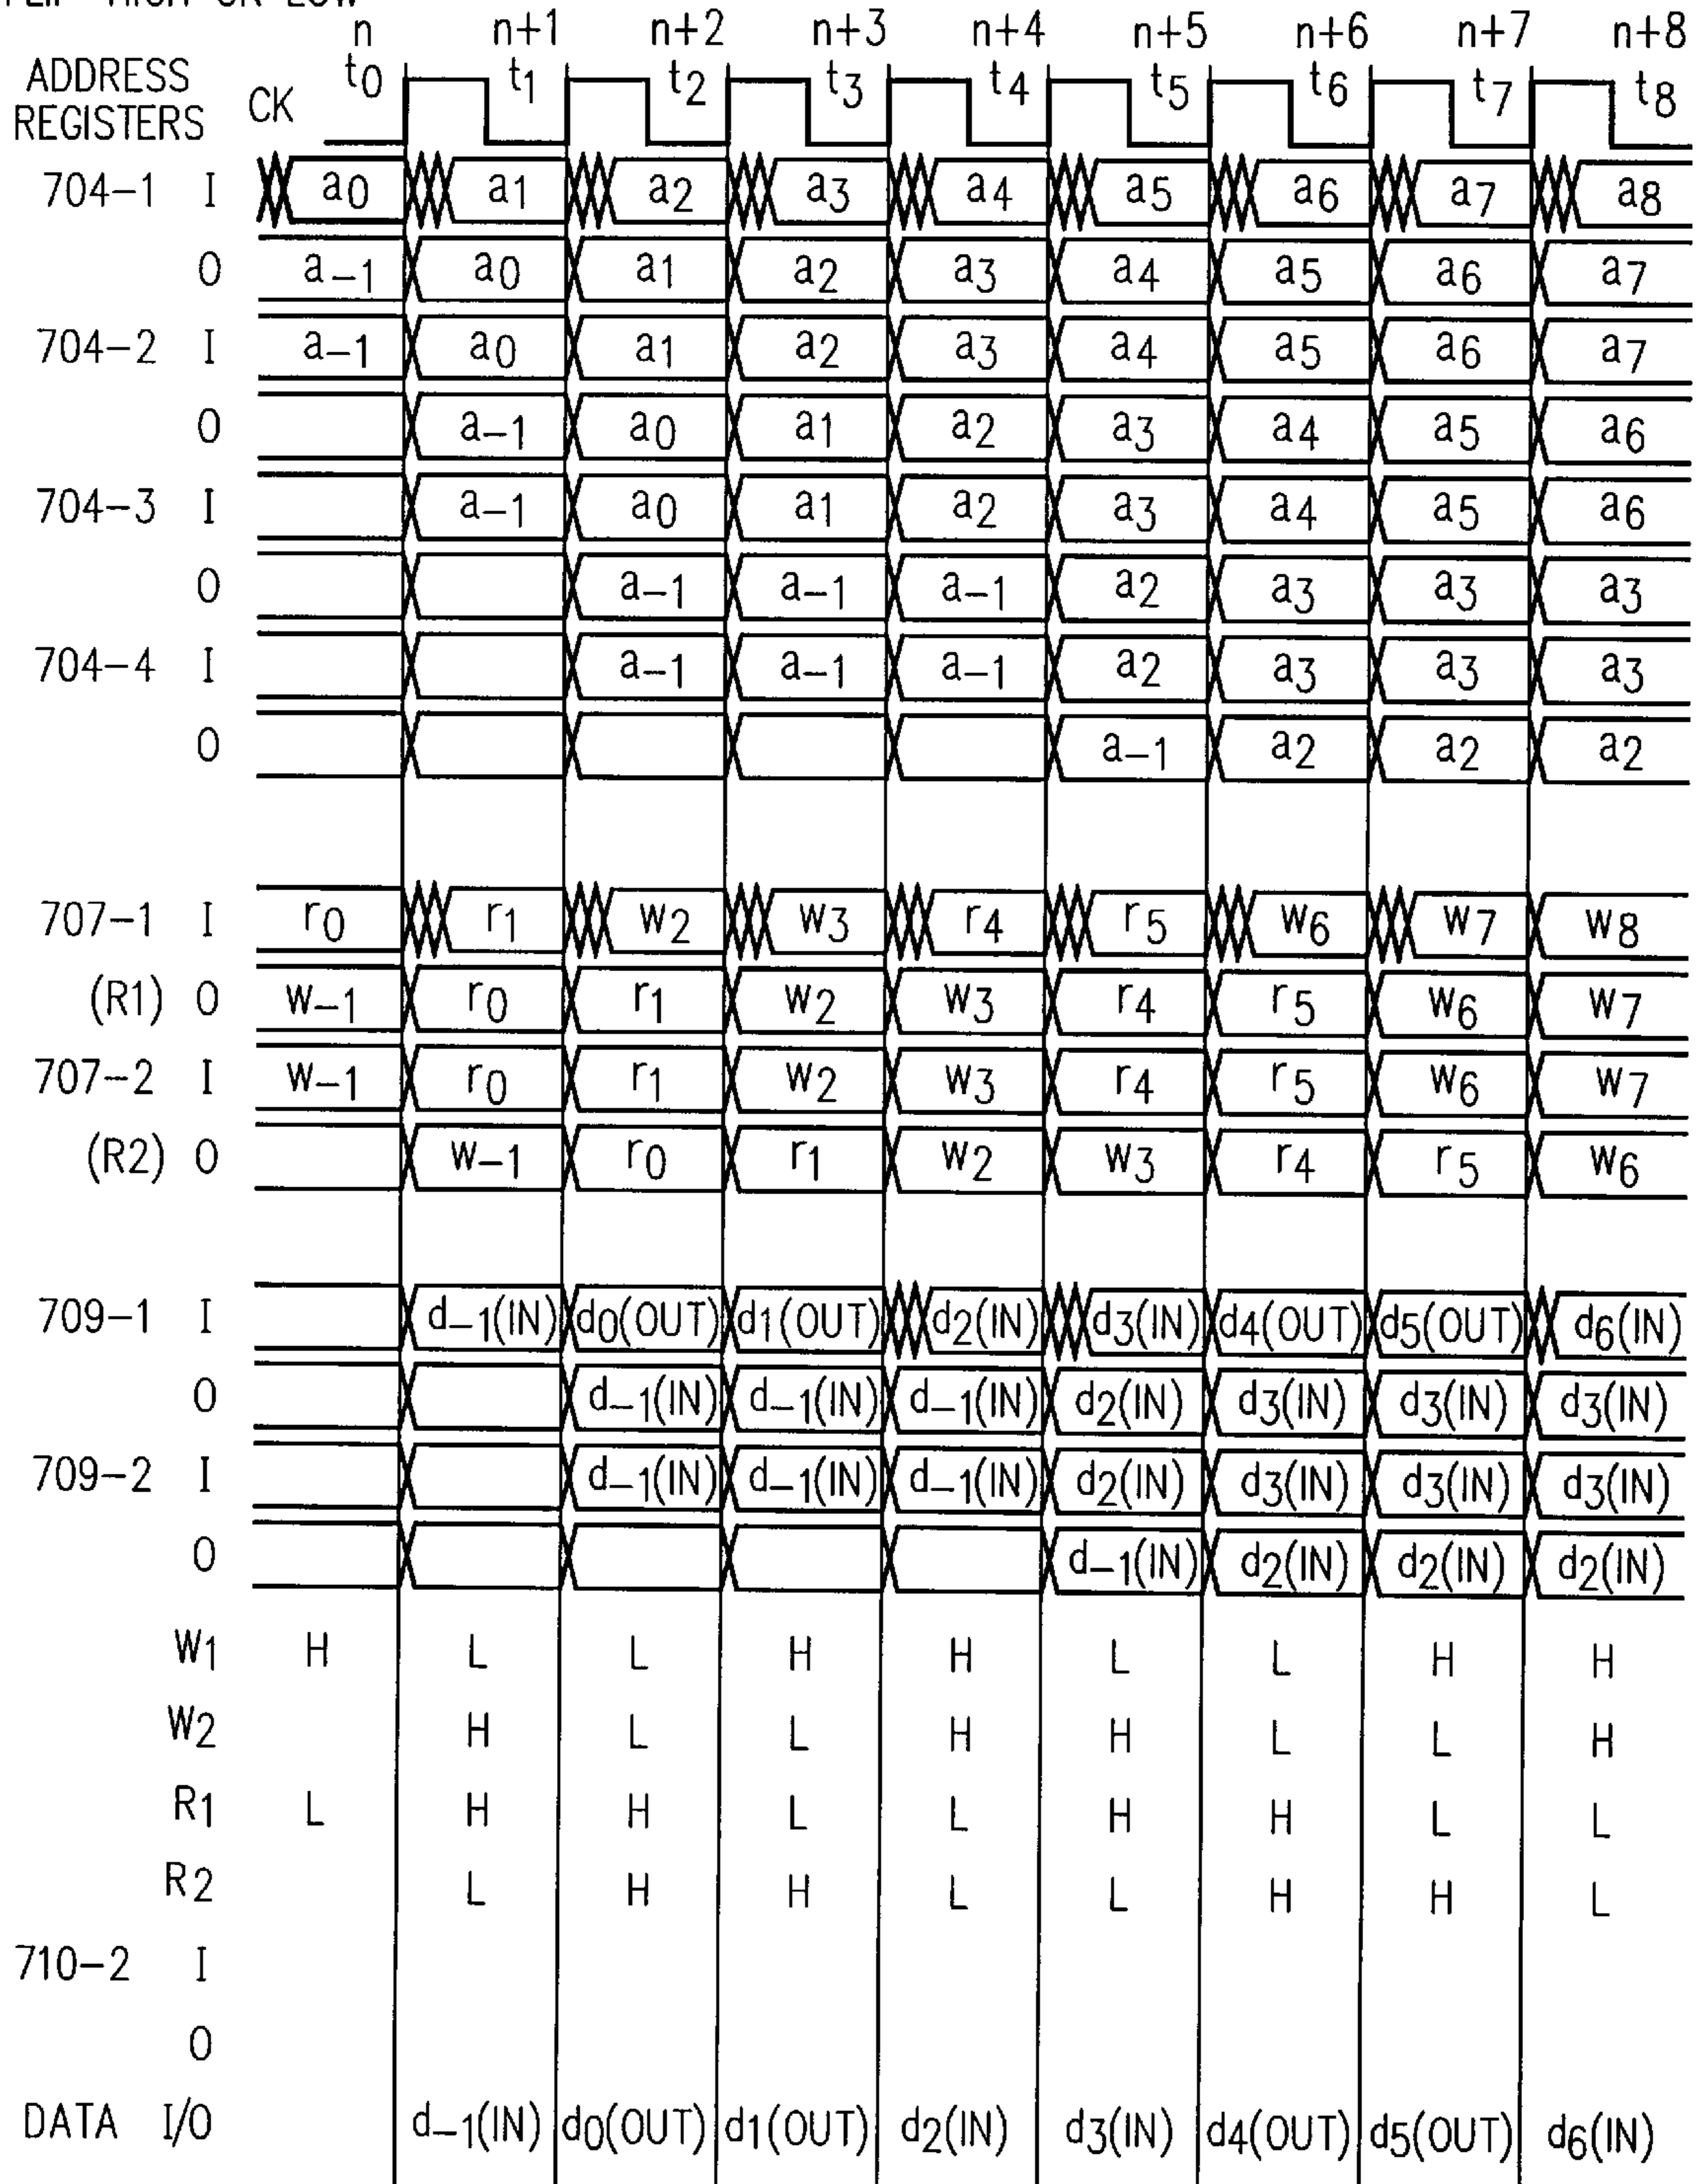 HIGH OR LOW
n n+1 n+2 n+3 n+4 n+5 n+6 n+7 n+8
ADDRESS REGISTERS CK t0 t1 t2 t3 t4 t5 t6 t7 t8
704-1 I a0 a1 a2 a3 a4 a5 a6 a7 a8
O a-1 a0 a1 a2 a3 a4 a5 a6 a7
704-2 I a-1 a0 a1 a2 a3 a4 a5 a6 a7
O a-1 a0 a1 a2 a3 a4 a5 a6
704-3 I a-1 a0 a1 a2 a3 a4 a5 a6
O a-1 a-1 a-1 a2 a3 a3 a3
704-4 I a-1 a-1 a-1 a2 a3 a3 a3
O a-1 a2 a2 a2
707-1 I r0 r1 w2 w3 r4 r5 w6 w7 w8
(R1) O w-1 r0 r1 w2 w3 r4 r5 w6 w7
707-2 I w-1 r0 r1 w2 w3 r4 r5 w6 w7
(R2) O w-1 r0 r1 w2 w3 r4 r5 w6
709-1 I d-1(IN) d0(OUT) d1(OUT) d2(IN) d3(IN) d4(OUT) d5(OUT) d6(IN)
O d-1(IN) d-1(IN) d-1(IN) d2(IN) d3(IN) d3(IN) d3(IN)
709-2 I d-1(IN) d-1(IN) d-1(IN) d2(IN) d3(IN) d3(IN) d3(IN)
O d-1(IN) d2(IN) d2(IN) d2(IN)
W1 H L L H H L L H H
W2 H L L H H L L H
R1 L H H L L H H L L
R2 L H H L L H H L
710-2 I
O
DATA I/O d-1(IN) d0(OUT) d1(OUT) d2(IN) d3(IN) d4(OUT) d5(OUT) d6(IN)